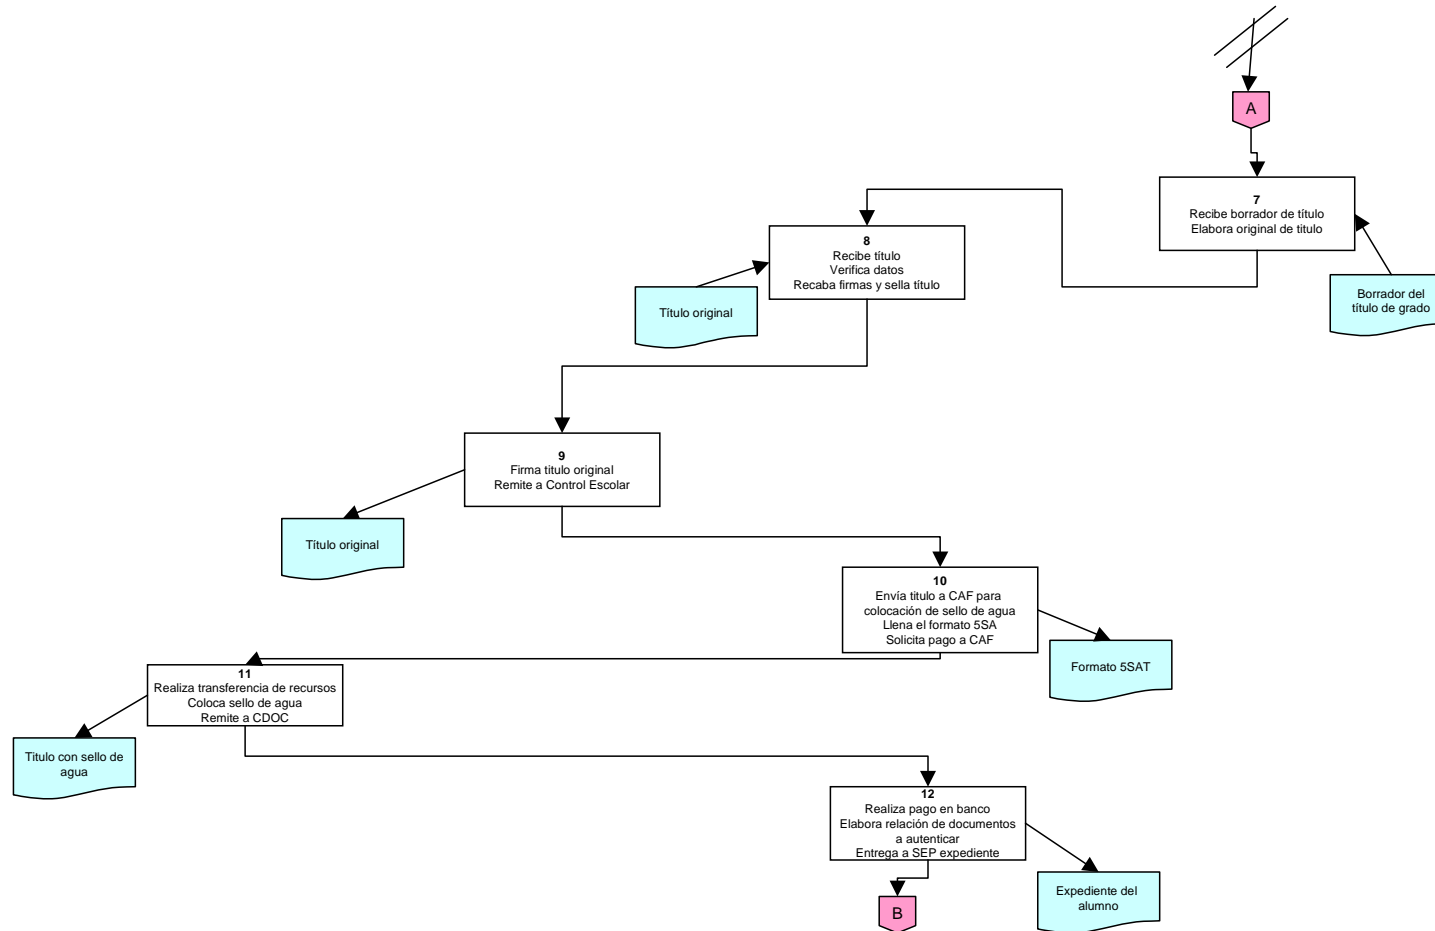 A
7
Recibe borrador de título
Elabora original de titulo
Borrador del
título de grado
8
Recibe título
Verifica datos
Recaba firmas y sella título
Título original
9
Firma titulo original
Remite a Control Escolar
Título original
10
Envía titulo a CAF para
colocación de sello de agua
Llena el formato 5SA
Solicita pago a CAF
Formato 5SAT
11
Realiza transferencia de recursos
Coloca sello de agua
Remite a CDOC
Titulo con sello de
agua
12
Realiza pago en banco
Elabora relación de documentos
a autenticar
Entrega a SEP expediente
Expediente del
alumno
B